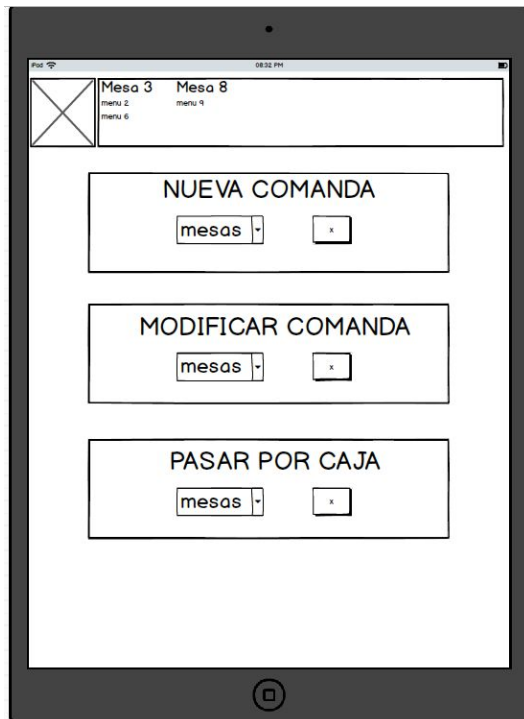 iPad 08:32 PM
Mesa 3 Mesa 8
menu 2 menu 9
menu 6
NUEVA COMANDA
mesas x
MODIFICAR COMANDA
mesas x
PASAR POR CAJA
mesas x